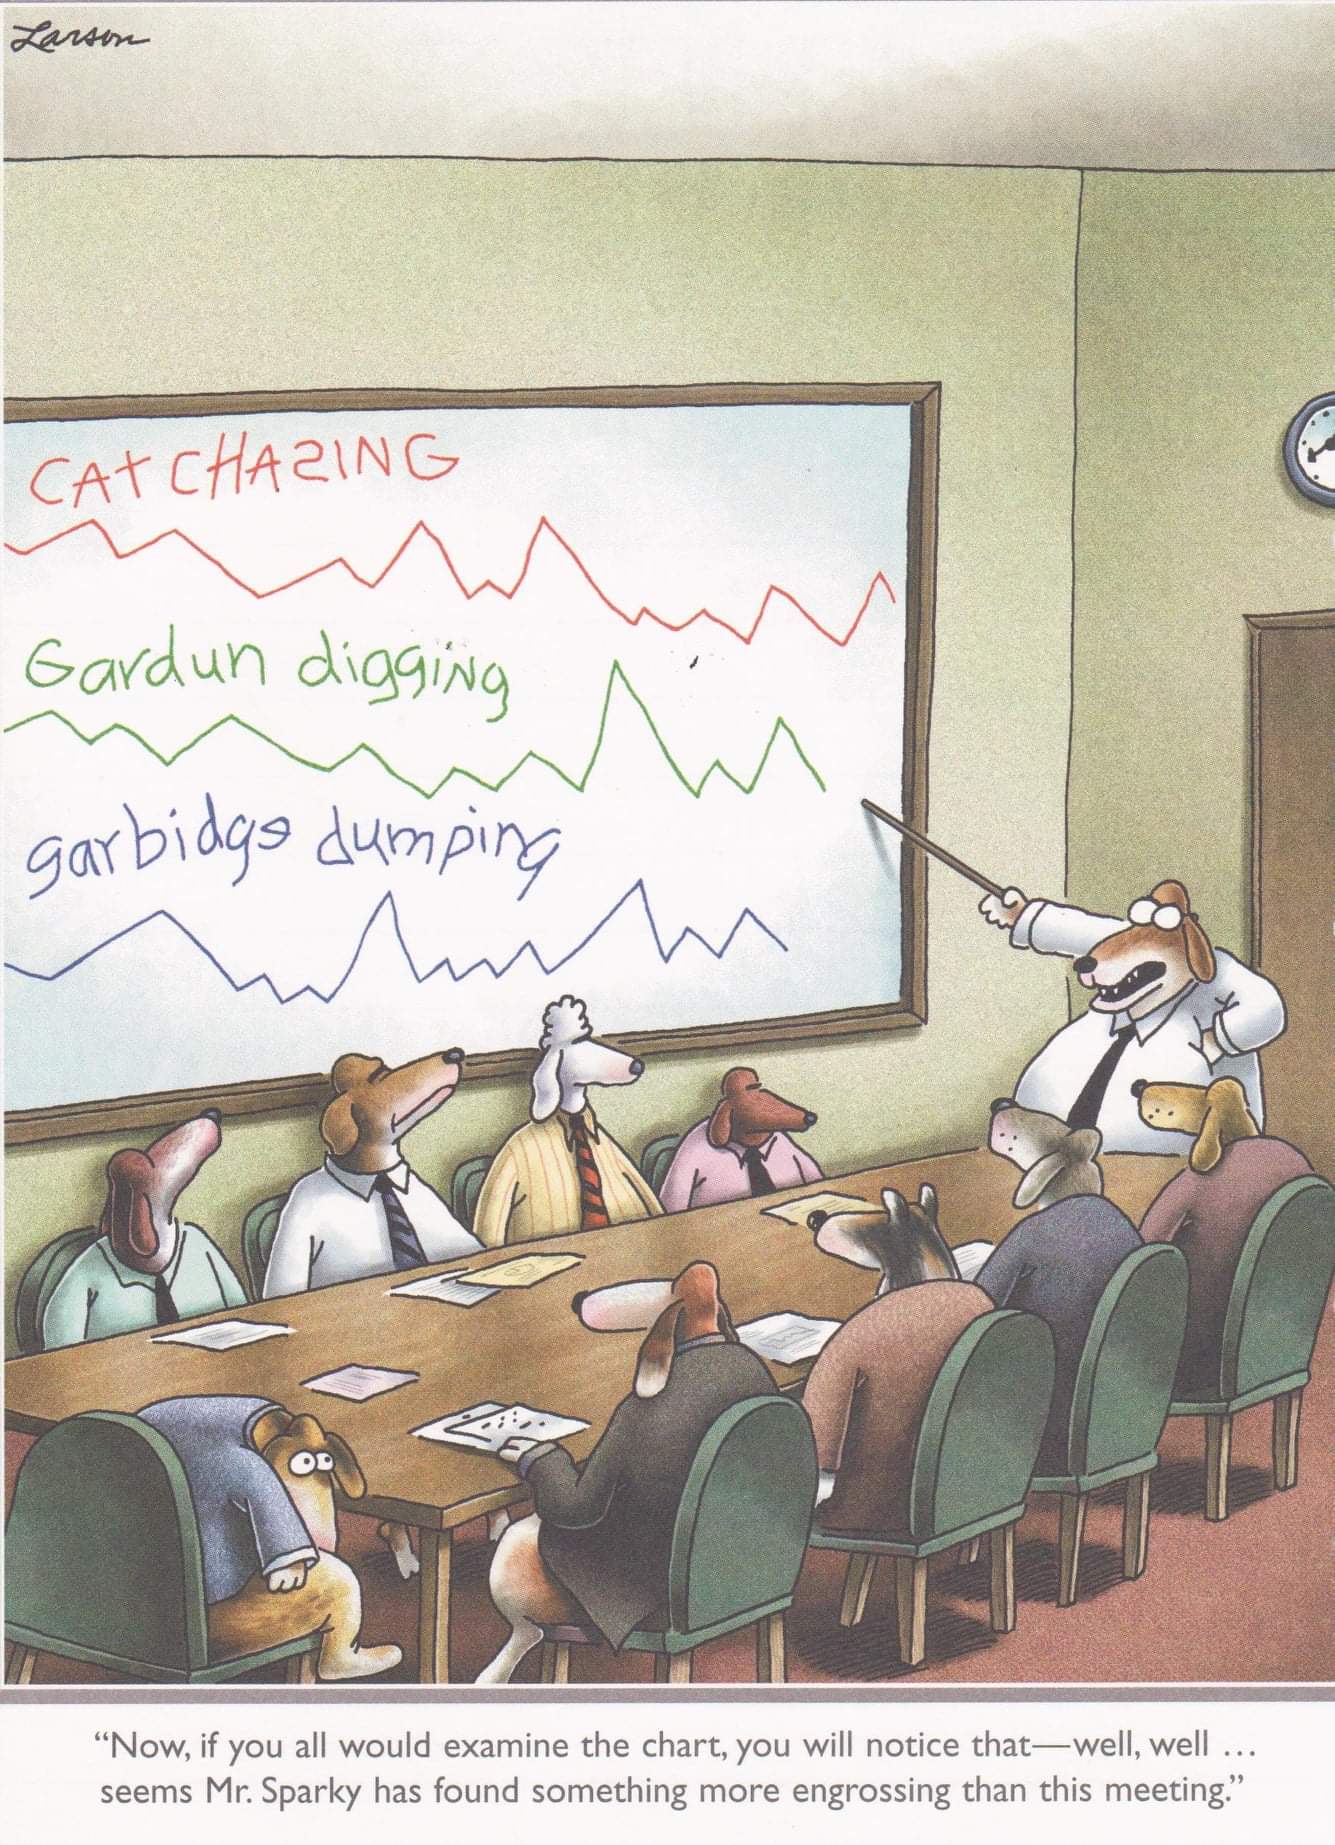 Larson
CAT CHASING
Gardun digging
garbidge dumping
“Now, if you all would examine the chart, you will notice that—well, well ...
seems Mr. Sparky has found something more engrossing than this meeting.”